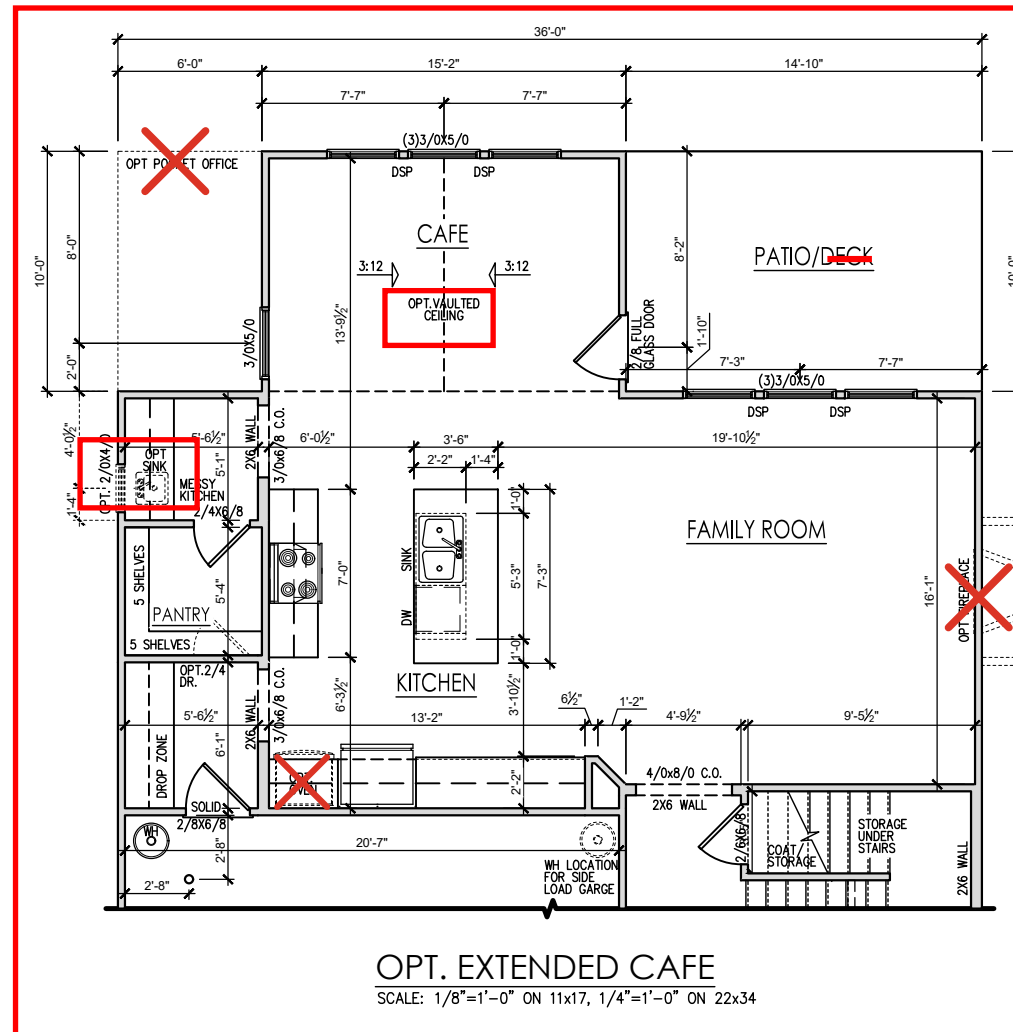 36'-0"
6'-0"
15'-2"
14'-10"
7'-7"
7'-7"
(3)3/0X5/0
DSP
DSP
OPT OFFICE
10'-0"
8'-0"
2'-0"
CAFE
3:12
3:12
OPT.VAULTED
CEILING
13'-9½"
3/0X5/0
PATIO/DECK
8'-2"
10'-0"
2/8 FULL
GLASS DOOR
1'-10"
7'-3"
7'-7"
(3)3/0X5/0
DSP
DSP
4'-0½"
1'-4"
OPT. 2/0X4/0
5'-6½"
OPT
SINK
5'-1"
MESSY
KITCHEN
2/4X6/8
2X6 WALL
3/0x6/8 C.O.
6'-0½"
3'-6"
2'-2"
1'-4"
19'-10½"
1'-0"
SINK
5'-3"
7'-3"
DW
1'-0"
7'-0"
FAMILY ROOM
16'-1"
OPT FIREPLACE
5 SHELVES
5'-4"
PANTRY
5 SHELVES
OPT.2/4
DR.
5'-6½"
2X6 WALL
3/0x6/8 C.O.
6'-3½"
KITCHEN
3'-10½"
13'-2"
6½"
1'-2"
4'-9½"
9'-5½"
DROP ZONE
6'-1"
OVEN
2'-2"
4/0x8/0 C.O.
2X6 WALL
SOLID
2/8X6/8
WH
2'-8"
2'-8"
20'-7"
WH LOCATION
FOR SIDE
LOAD GARGE
2/6X6/8
COAT/
STORAGE
STORAGE
UNDER
STAIRS
2X6 WALL
OPT. EXTENDED CAFE
SCALE: 1/8"=1'-0" ON 11x17, 1/4"=1'-0" ON 22x34